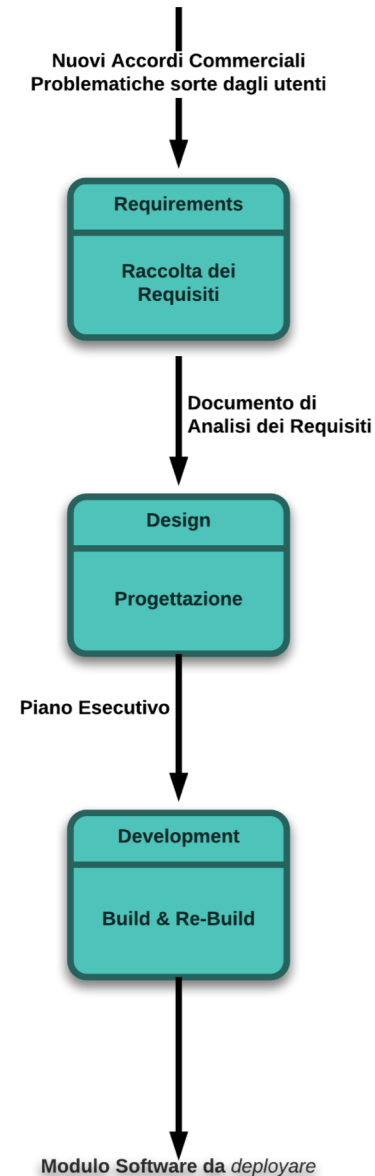 Nuovi Accordi Commerciali
Problematiche sorte dagli utenti
Requirements
Raccolta dei
Requisiti
Documento di
Analisi dei Requisiti
Design
Progettazione
Piano Esecutivo
Development
Build & Re-Build
Modulo Software da deployare